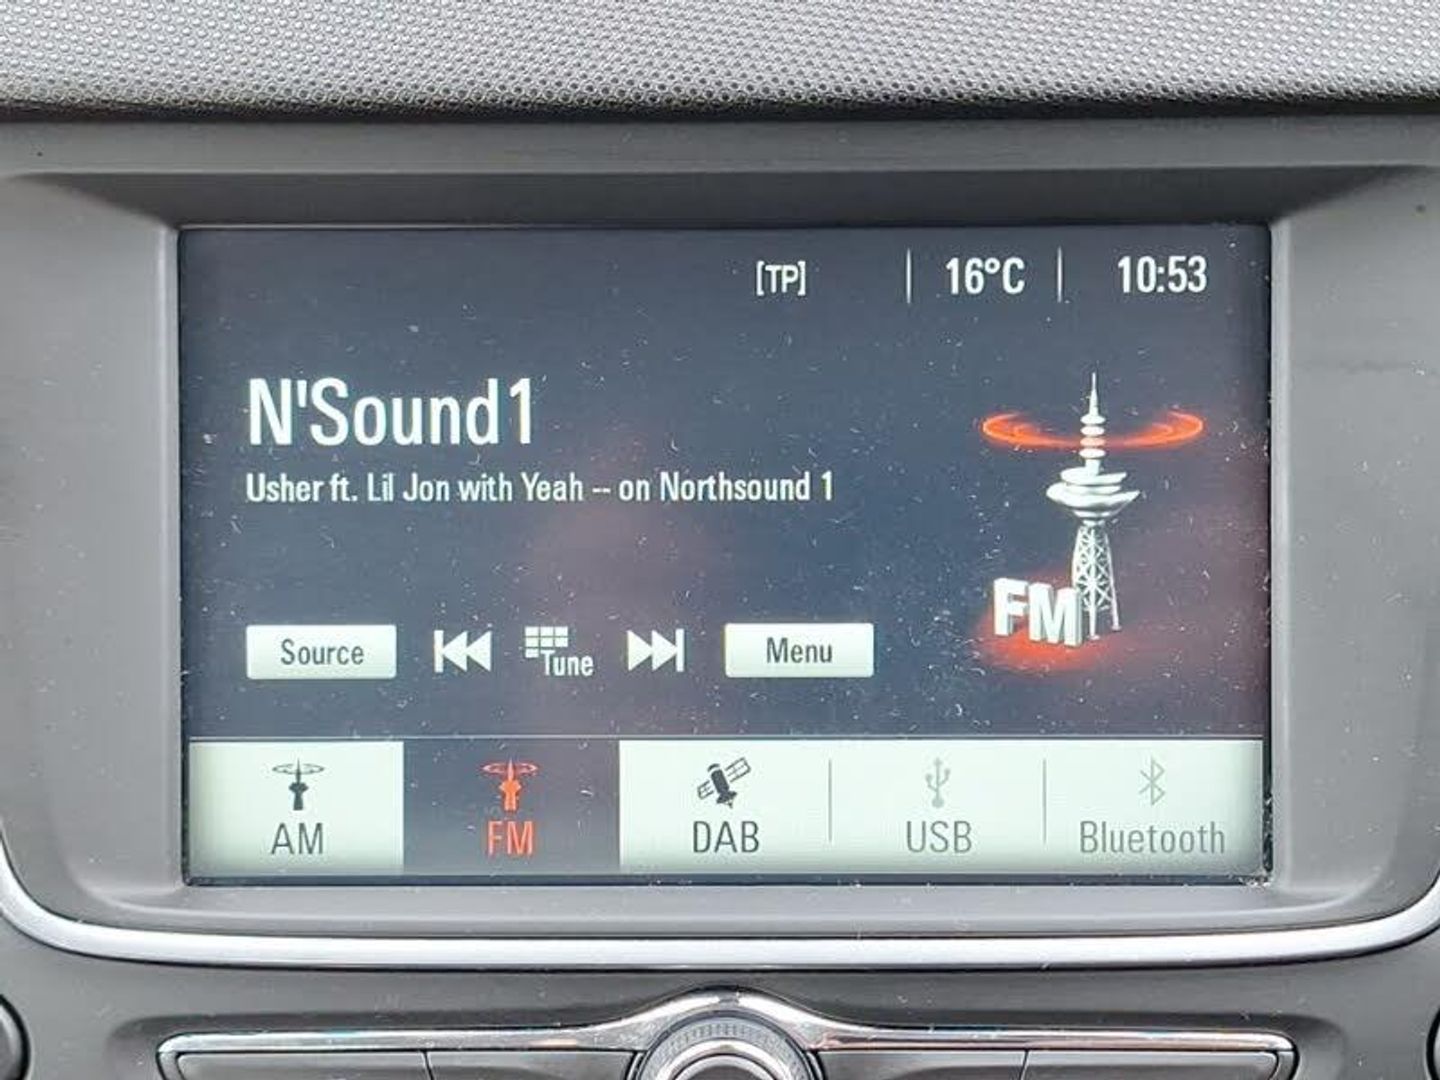 [TP] 16°C 10:53
N'Sound1
Usher ft. Lil Jon with Yeah -- on Northsound 1
FM
Source Tune Menu
AM FM DAB USB Bluetooth